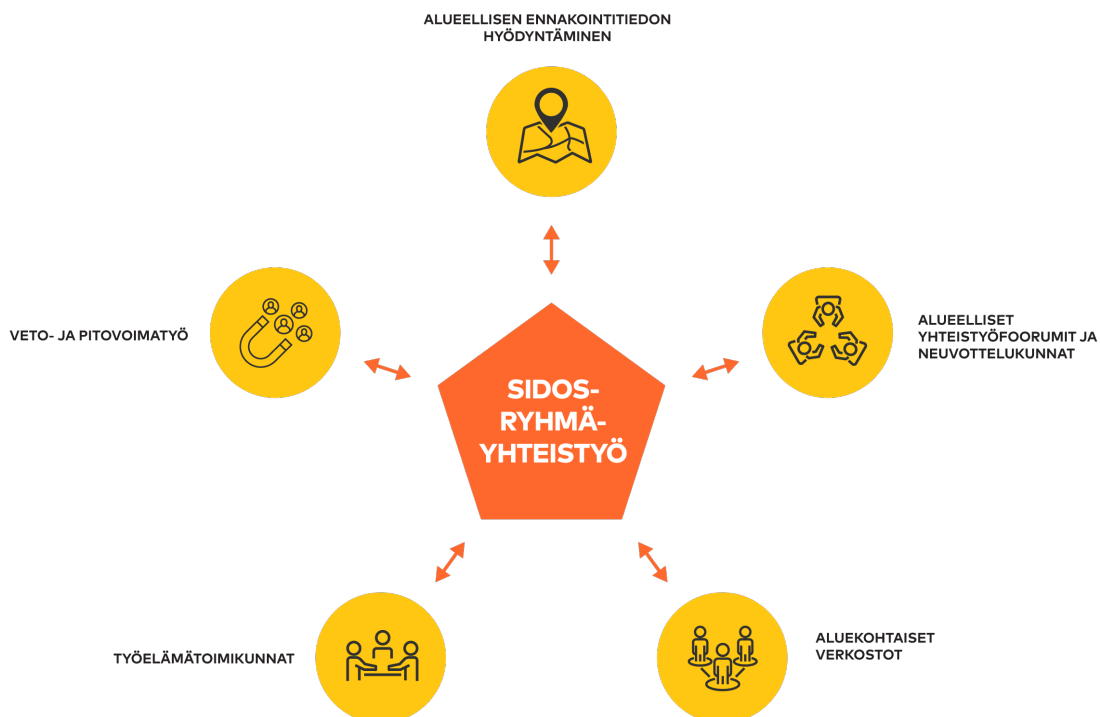 ALUEELLISEN ENNAKOINTITIEDON
HYÖDYNTÄMINEN
VETO- JA PITOVOIMATYÖ
ALUEELLISET
YHTEISTYÖFOORUMIT JA
NEUVOTTELUKUNNAT
SIDOS-
RYHMÄ-
YHTEISTYÖ
TYÖELÄMÄTOIMIKUNNAT
ALUEKOHTAISET
VERKOSTOT